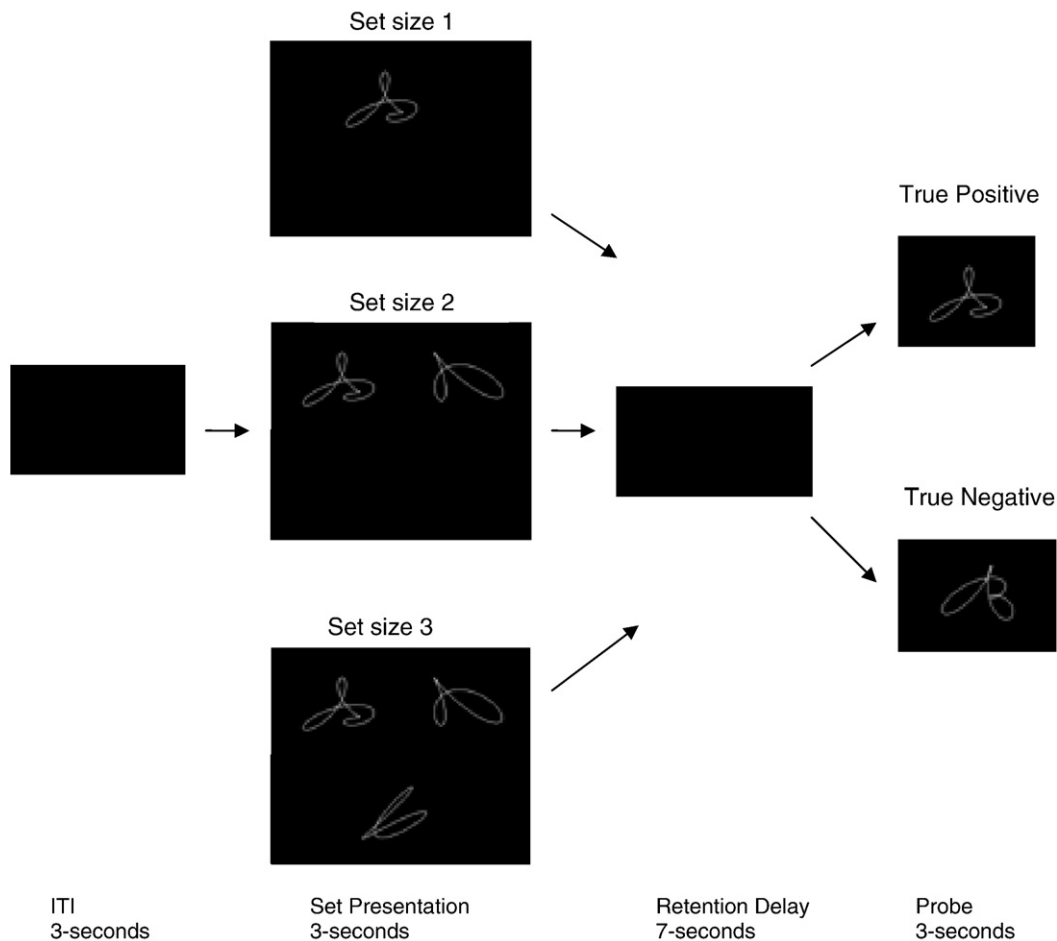 Set size 1
True Positive
Set size 2
True Negative
Set size 3
ITI
3-seconds
Set Presentation
3-seconds
Retention Delay
7-seconds
Probe
3-seconds